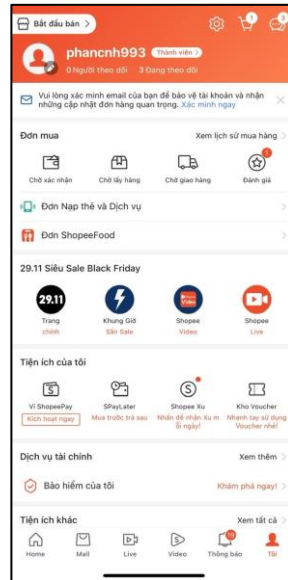 Bắt đầu bán >
1
3
phancnh993 Thành viên >
0 Người theo dõi 3 Đang theo dõi
Vui lòng xác minh email của bạn để bảo vệ tài khoản và nhận
những cập nhật đơn hàng quan trọng. Xác minh ngay
Đơn mua Xem lịch sử mua hàng >
1
Chờ xác nhận Chờ lấy hàng Chờ giao hàng Đánh giá
Đơn Nạp thẻ và Dịch vụ >
Đơn ShopeeFood >
29.11 Siêu Sale Black Friday
29.11
Trang Khung Giờ Shopee Shopee
chính Săn Sale Video Live
Tiện ích của tôi
Ví ShopeePay SPayLater Shopee Xu Kho Voucher
Kích hoạt ngay Mua trước trả sau Nhấn để nhận Xu m Nhanh tay sử dụng
ỗi ngày! Voucher nhé!
Dịch vụ tài chính Xem thêm >
Bảo hiểm của tôi Khám phá ngay! >
Tiện ích khác Xem tất cả >
Home Mall Live Video Thông báo Tôi